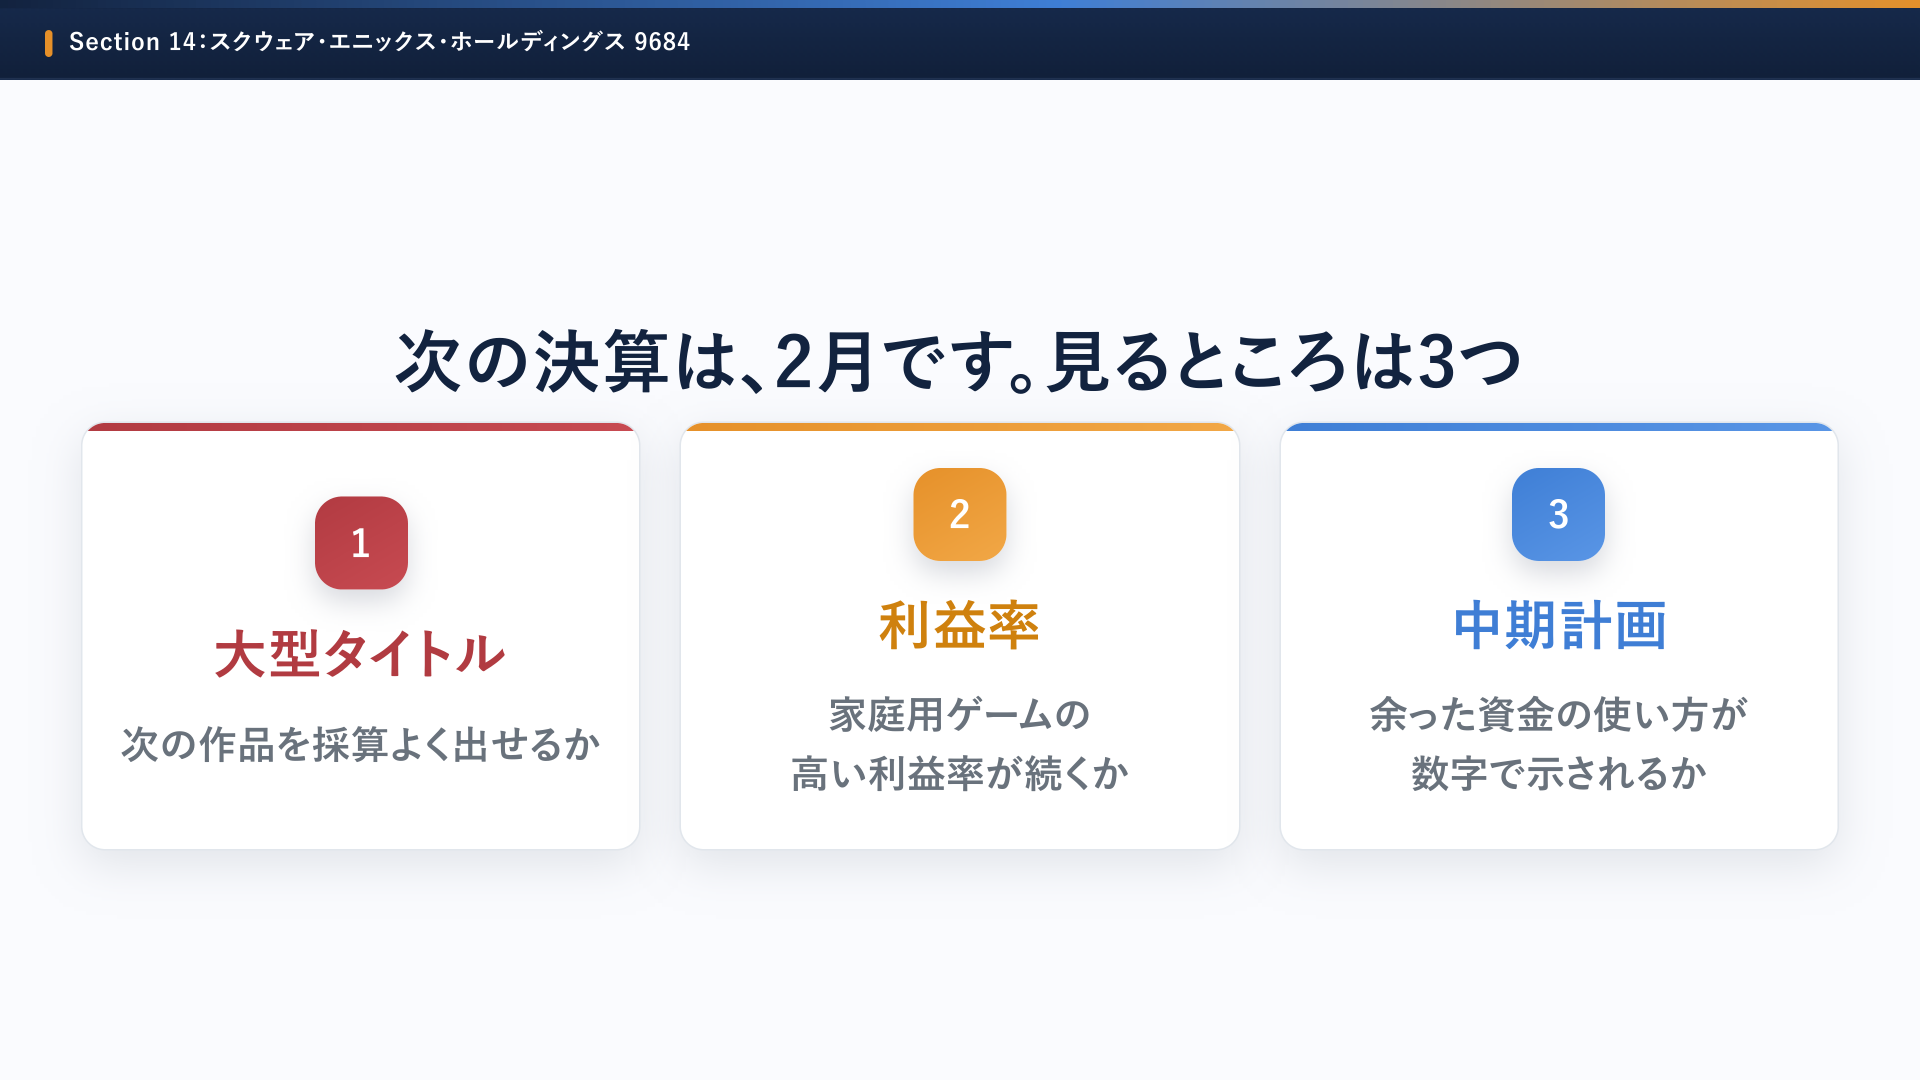 Section 14：スクウェア・エニックス・ホールディングス 9684
次の決算は、2月です。見るところは3つ
1
大型タイトル
次の作品を採算よく出せるか
2
利益率
家庭用ゲームの
高い利益率が続くか
3
中期計画
余った資金の使い方が
数字で示されるか